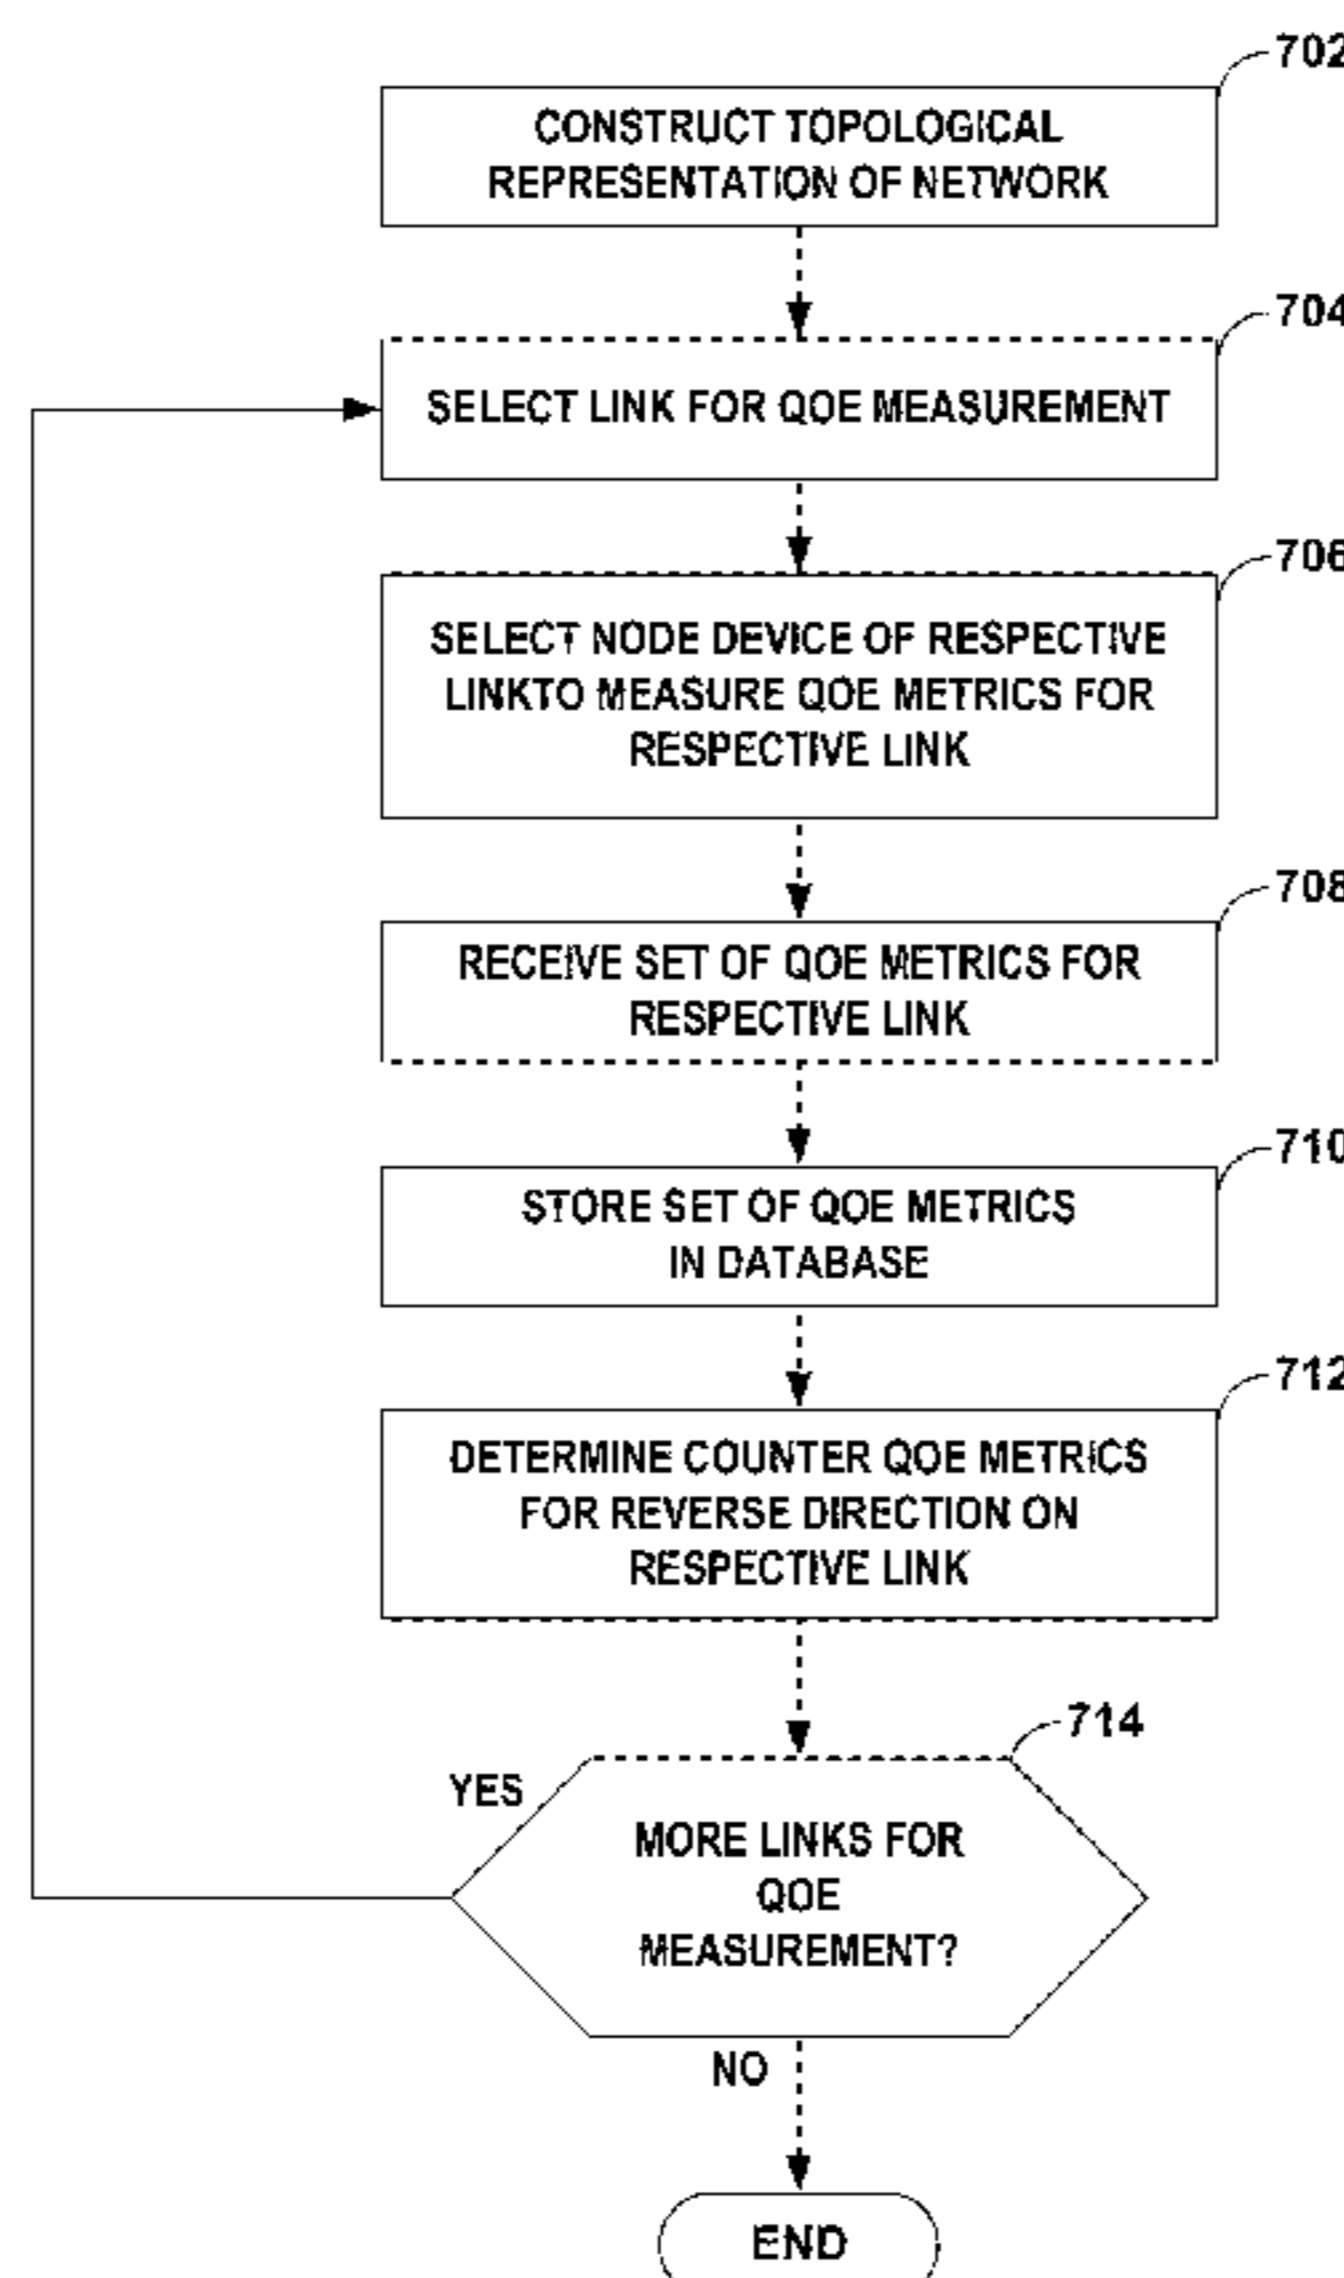 702
CONSTRUCT TOPOLOGICAL
REPRESENTATION OF NETWORK
704
SELECT LINK FOR QOE MEASUREMENT
706
SELECT NODE DEVICE OF RESPECTIVE
LINKTO MEASURE QOE METRICS FOR
RESPECTIVE LINK
708
RECEIVE SET OF QOE METRICS FOR
RESPECTIVE LINK
710
STORE SET OF QOE METRICS
IN DATABASE
712
DETERMINE COUNTER QOE METRICS
FOR REVERSE DIRECTION ON
RESPECTIVE LINK
714
YES
MORE LINKS FOR
QOE
MEASUREMENT?
NO
END